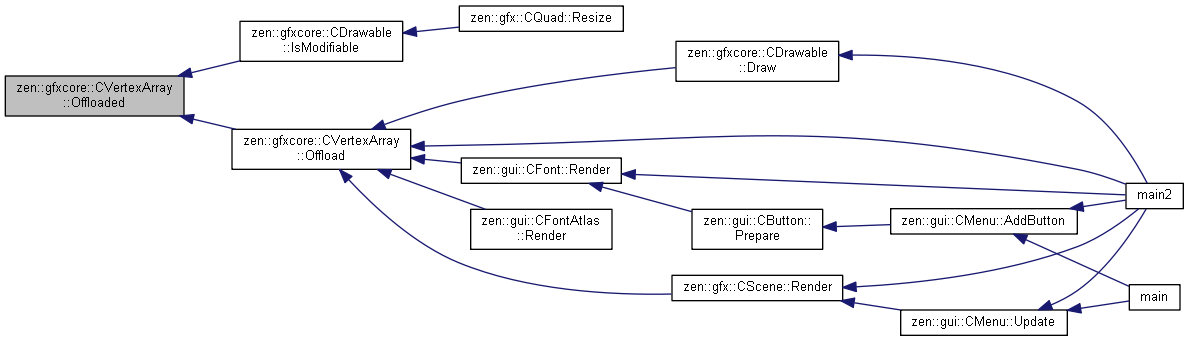 zen::gfxcore::CVertexArray
::Offloaded
zen::gfxcore::CDrawable
::IsModifiable
zen::gfx::CQuad::Resize
zen::gfxcore::CVertexArray
::Offload
zen::gfxcore::CDrawable
::Draw
zen::gui::CFont::Render
zen::gui::CFontAtlas
::Render
zen::gui::CButton::
Prepare
zen::gui::CMenu::AddButton
zen::gfx::CScene::Render
zen::gui::CMenu::Update
main2
main